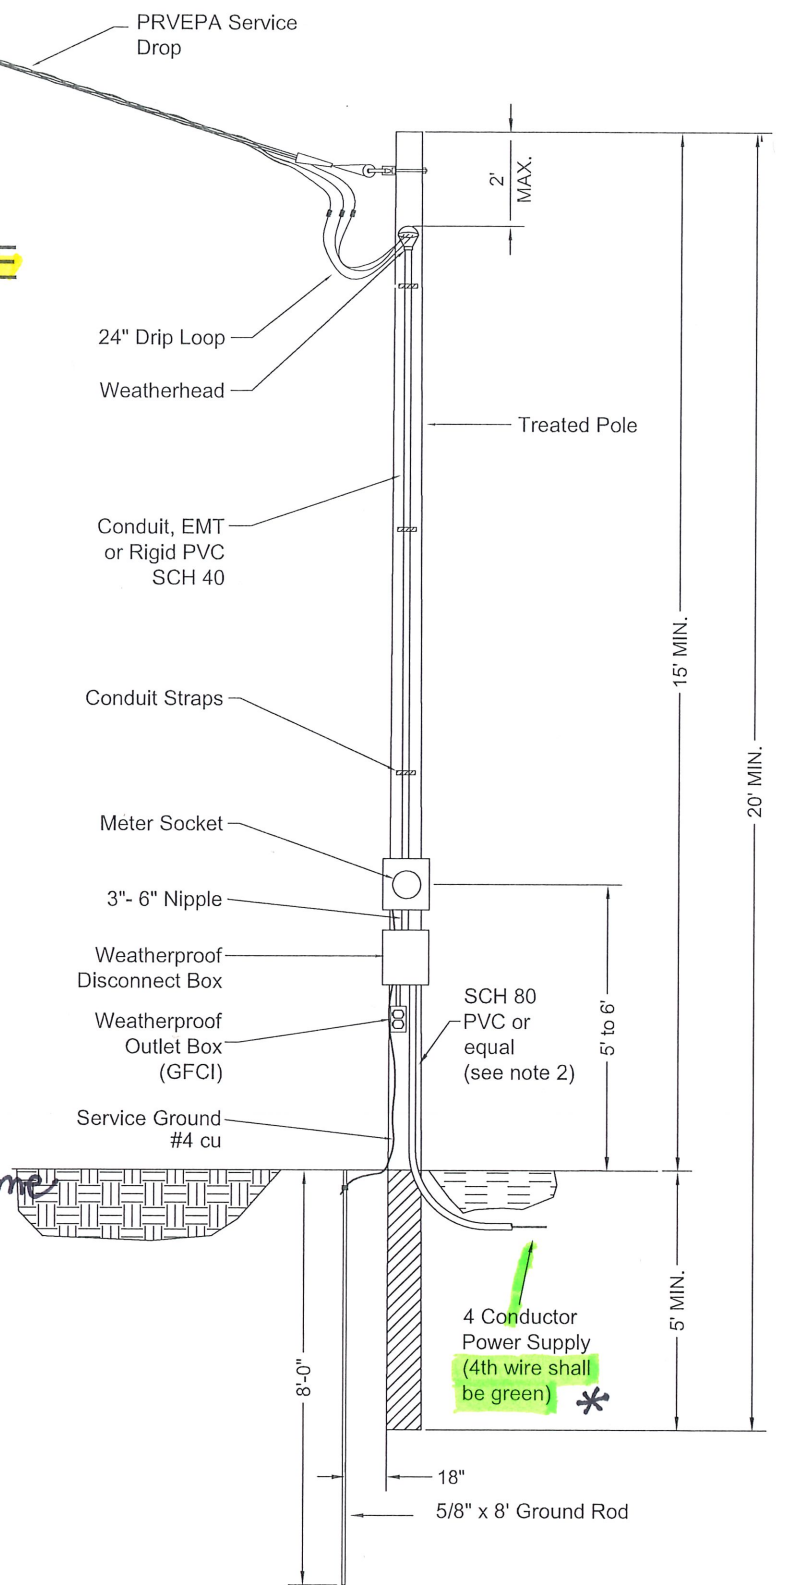 PRVEPA Service
Drop
2'
MAX.
24" Drip Loop
Weatherhead
Treated Pole
Conduit, EMT
or Rigid PVC
SCH 40
15' MIN.
Conduit Straps
20' MIN.
Meter Socket
3"- 6" Nipple
Weatherproof
Disconnect Box
SCH 80
PVC or
equal
(see note 2)
5' to 6'
Weatherproof
Outlet Box
(GFCI)
Service Ground
#4 cu
5' MIN.
4 Conductor
Power Supply
(4th wire shall
be green) *
8'-0"
18"
5/8" x 8' Ground Rod